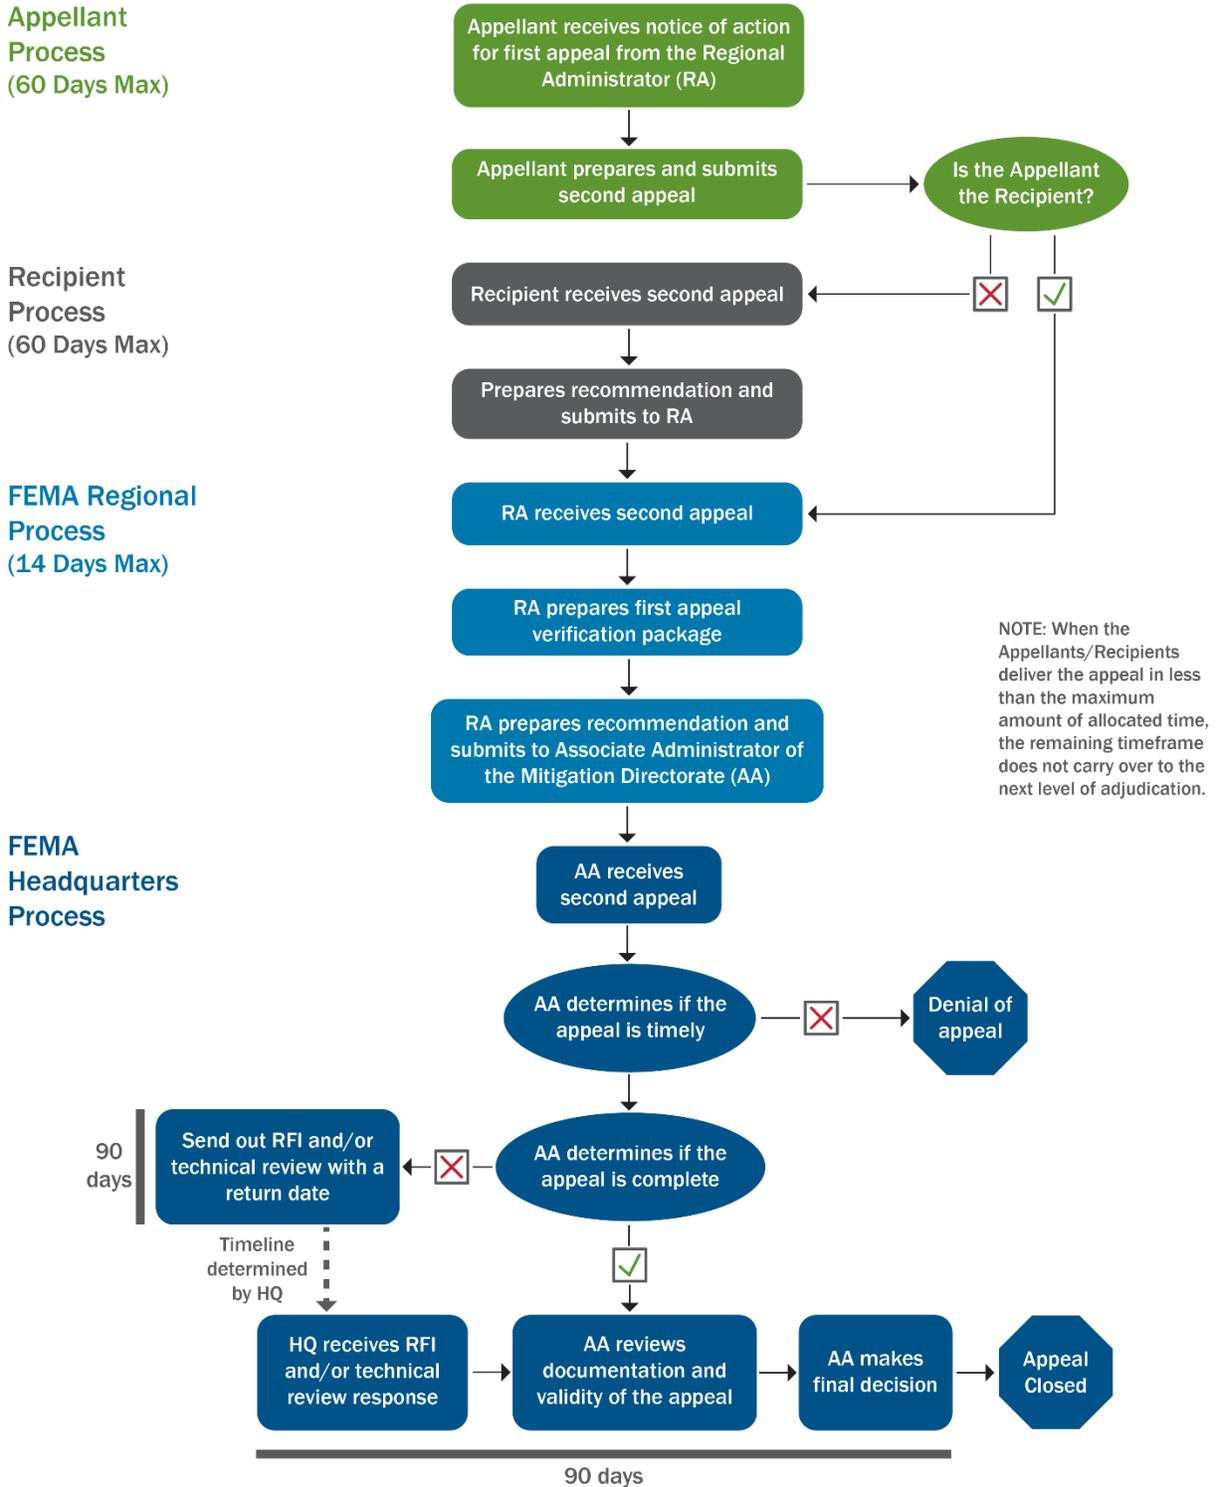 Appellant
Process
(60 Days Max)
Appellant receives notice of action
for first appeal from the Regional
Administrator (RA)
Appellant prepares and submits
second appeal
Is the Appellant
the Recipient?
Recipient
Process
(60 Days Max)
Recipient receives second appeal
Prepares recommendation and
submits to RA
FEMA Regional
Process
(14 Days Max)
RA receives second appeal
RA prepares first appeal
verification package
NOTE: When the
Appellants/Recipients
deliver the appeal in less
than the maximum
amount of allocated time,
the remaining timeframe
does not carry over to the
next level of adjudication.
RA prepares recommendation and
submits to Associate Administrator of
the Mitigation Directorate (AA)
FEMA
Headquarters
Process
AA receives
second appeal
AA determines if the
appeal is timely
Denial of
appeal
90
days
Send out RFI and/or
technical review with a
return date
AA determines if the
appeal is complete
Timeline
determined
by HQ
HQ receives RFI
and/or technical
review response
AA reviews
documentation and
validity of the appeal
AA makes
final decision
Appeal
Closed
90 days